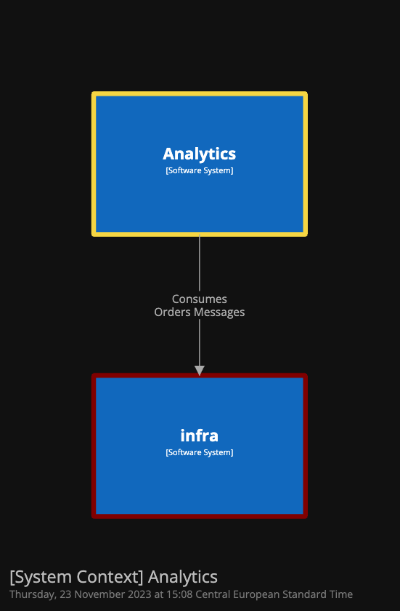 Analytics
[Software System]
Consumes
Orders Messages
infra
[Software System]
[System Context] Analytics
Thursday, 23 November 2023 at 15:08 Central European Standard Time